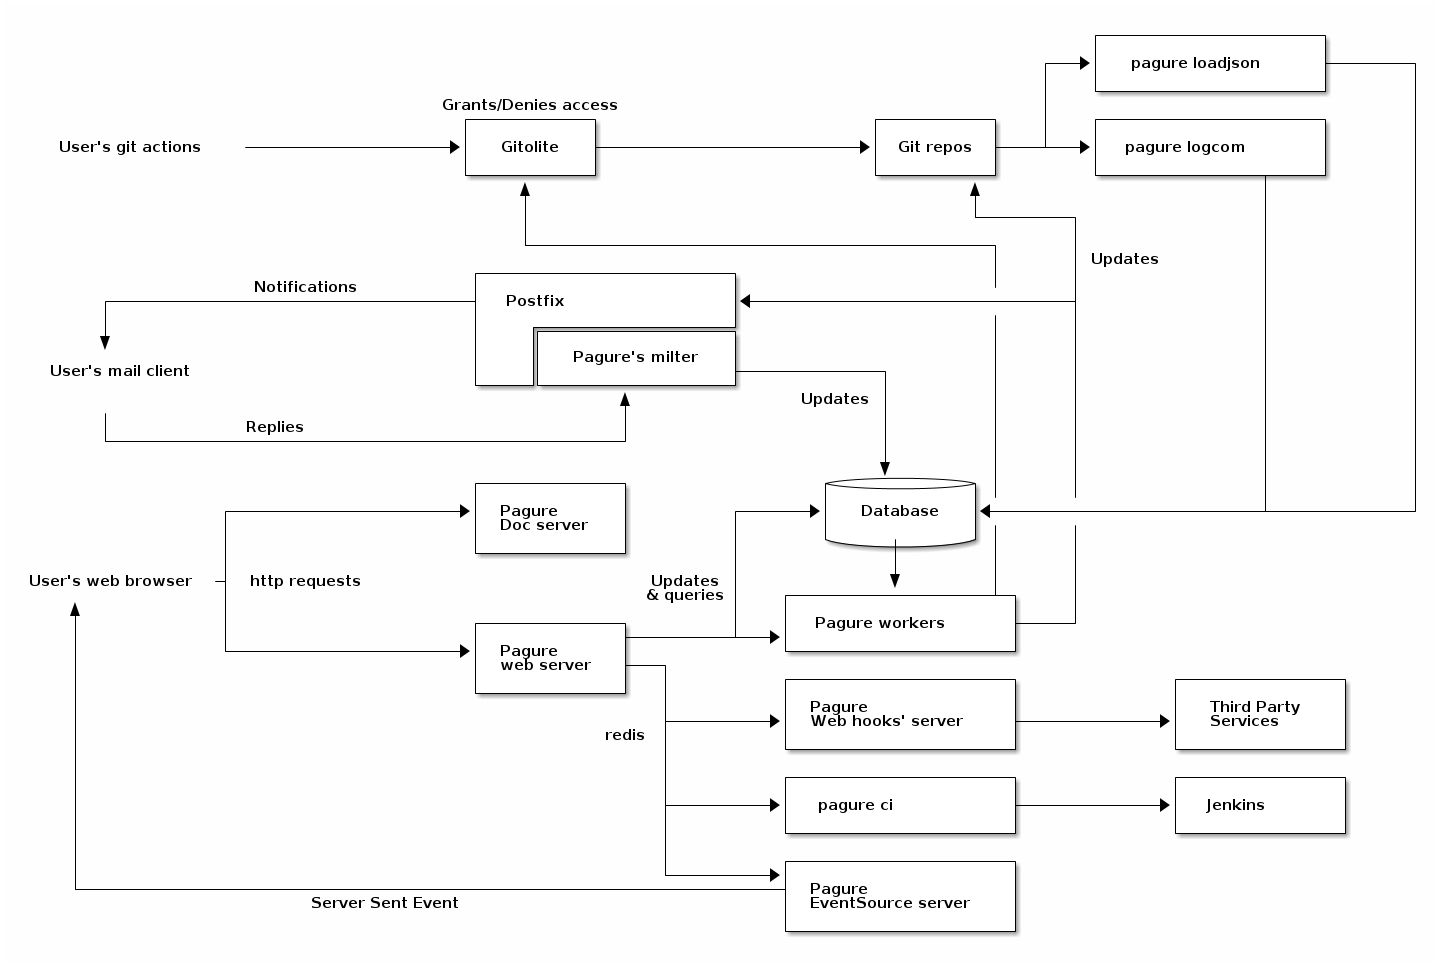 pagure loadjson
Grants/Denies access
User's git actions
Gitolite
Git repos
pagure logcom
Updates
Notifications
Postfix
Pagure's milter
User's mail client
Updates
Replies
Pagure
Doc server
Database
User's web browser
http requests
Updates
& queries
Pagure workers
Pagure
web server
Pagure
Web hooks' server
Third Party
Services
redis
pagure ci
Jenkins
Pagure
EventSource server
Server Sent Event